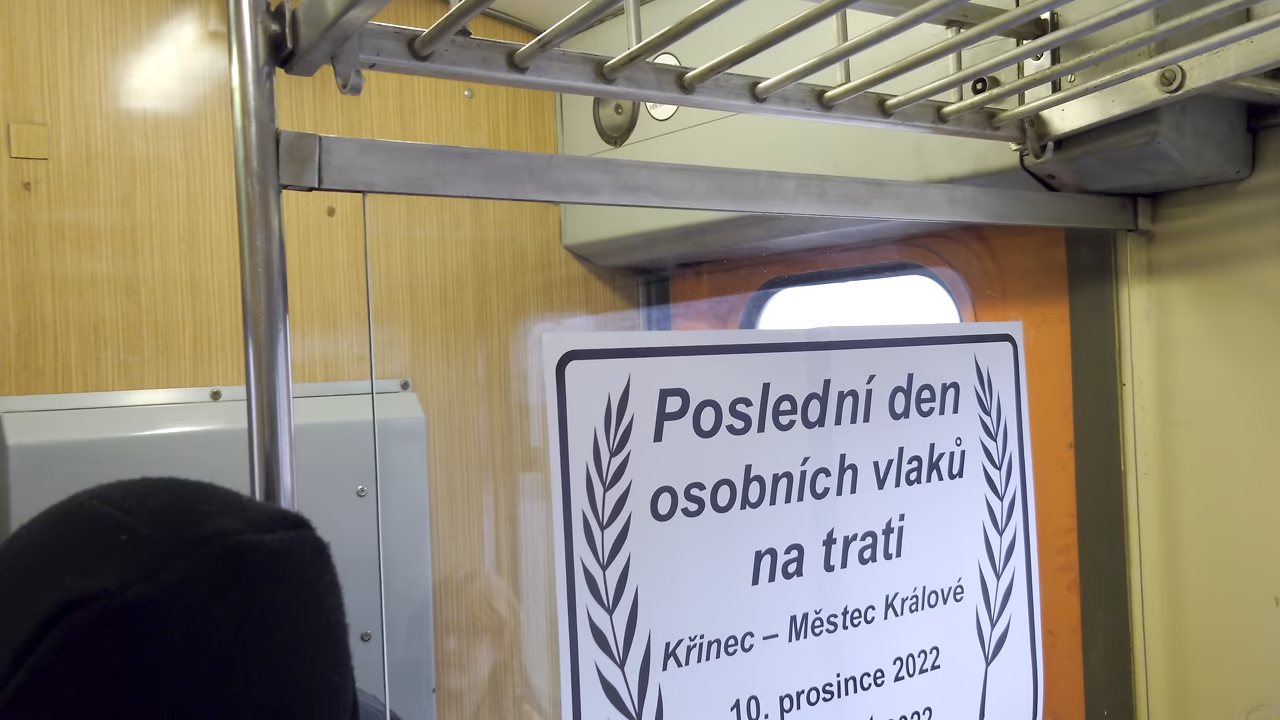 Poslední den
osobních vlaků
na trati
Křinec – Městec Králové
10. prosince 2022